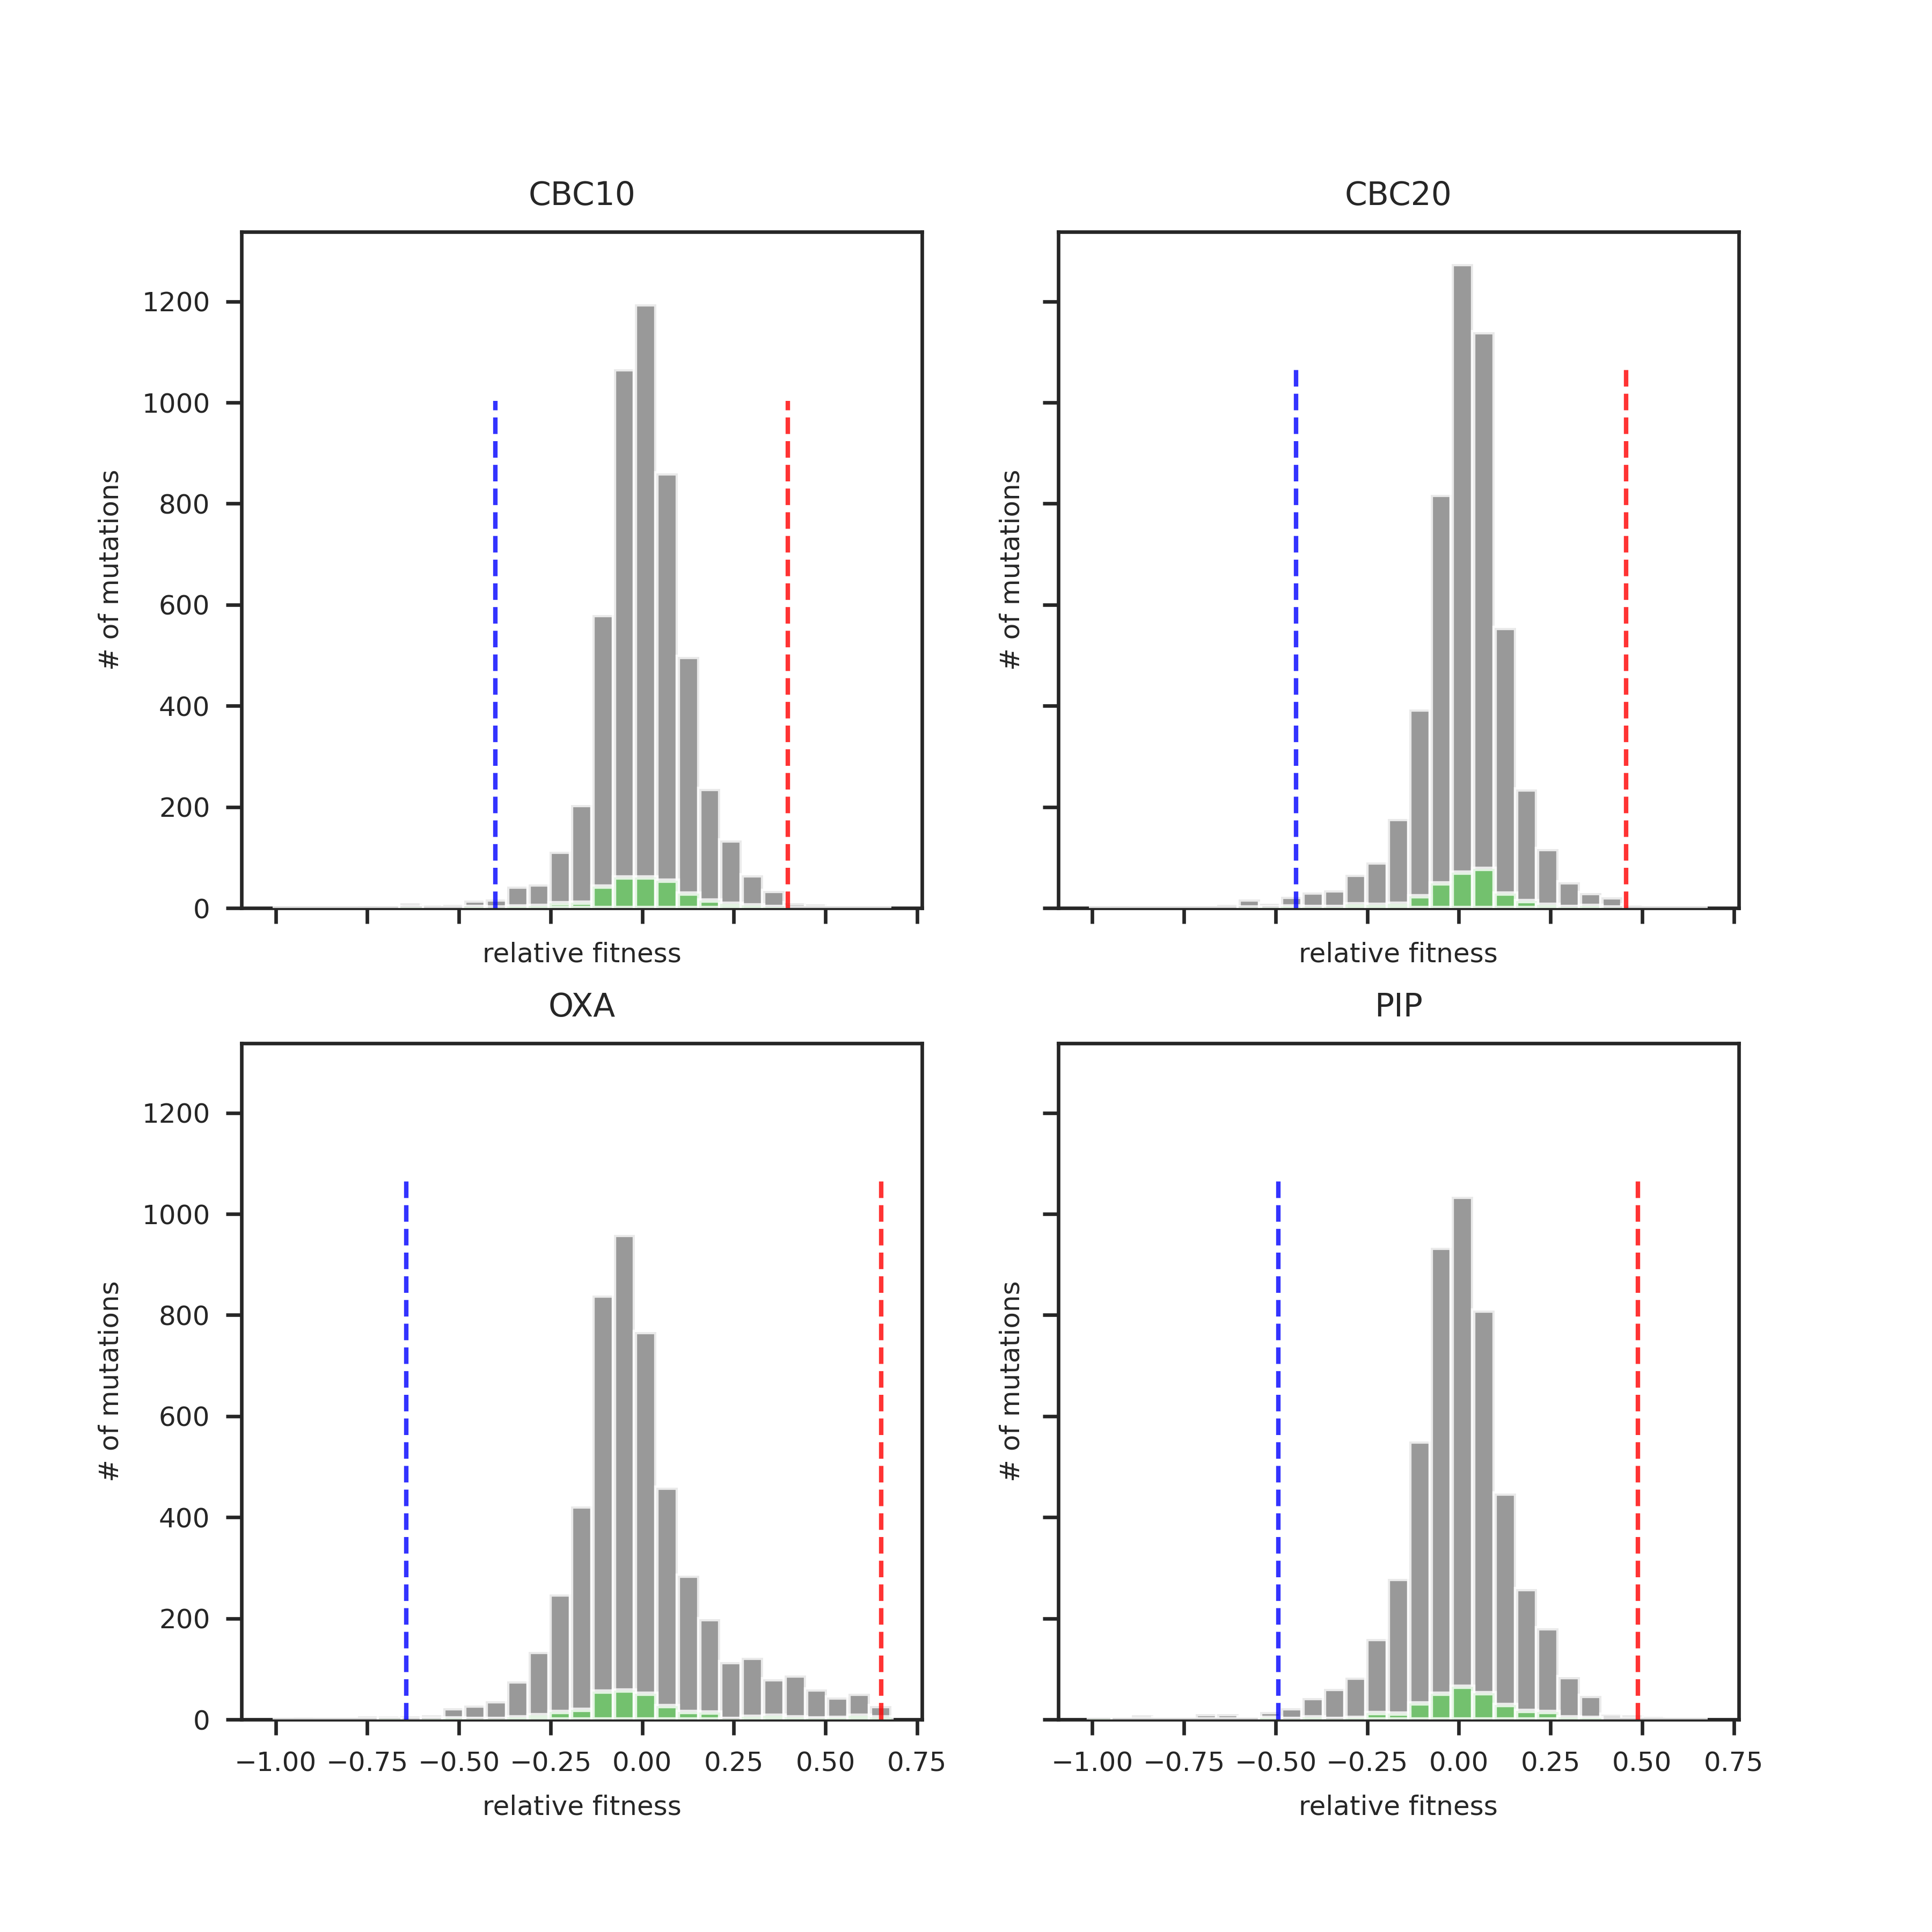 CBC10
CBC20
# of mutations
1200
1000
800
600
400
200
0
relative fitness
# of mutations
relative fitness
OXA
PIP
# of mutations
1200
1000
800
600
400
200
0
−1.00 −0.75 −0.50 −0.25 0.00 0.25 0.50 0.75
relative fitness
# of mutations
−1.00 −0.75 −0.50 −0.25 0.00 0.25 0.50 0.75
relative fitness